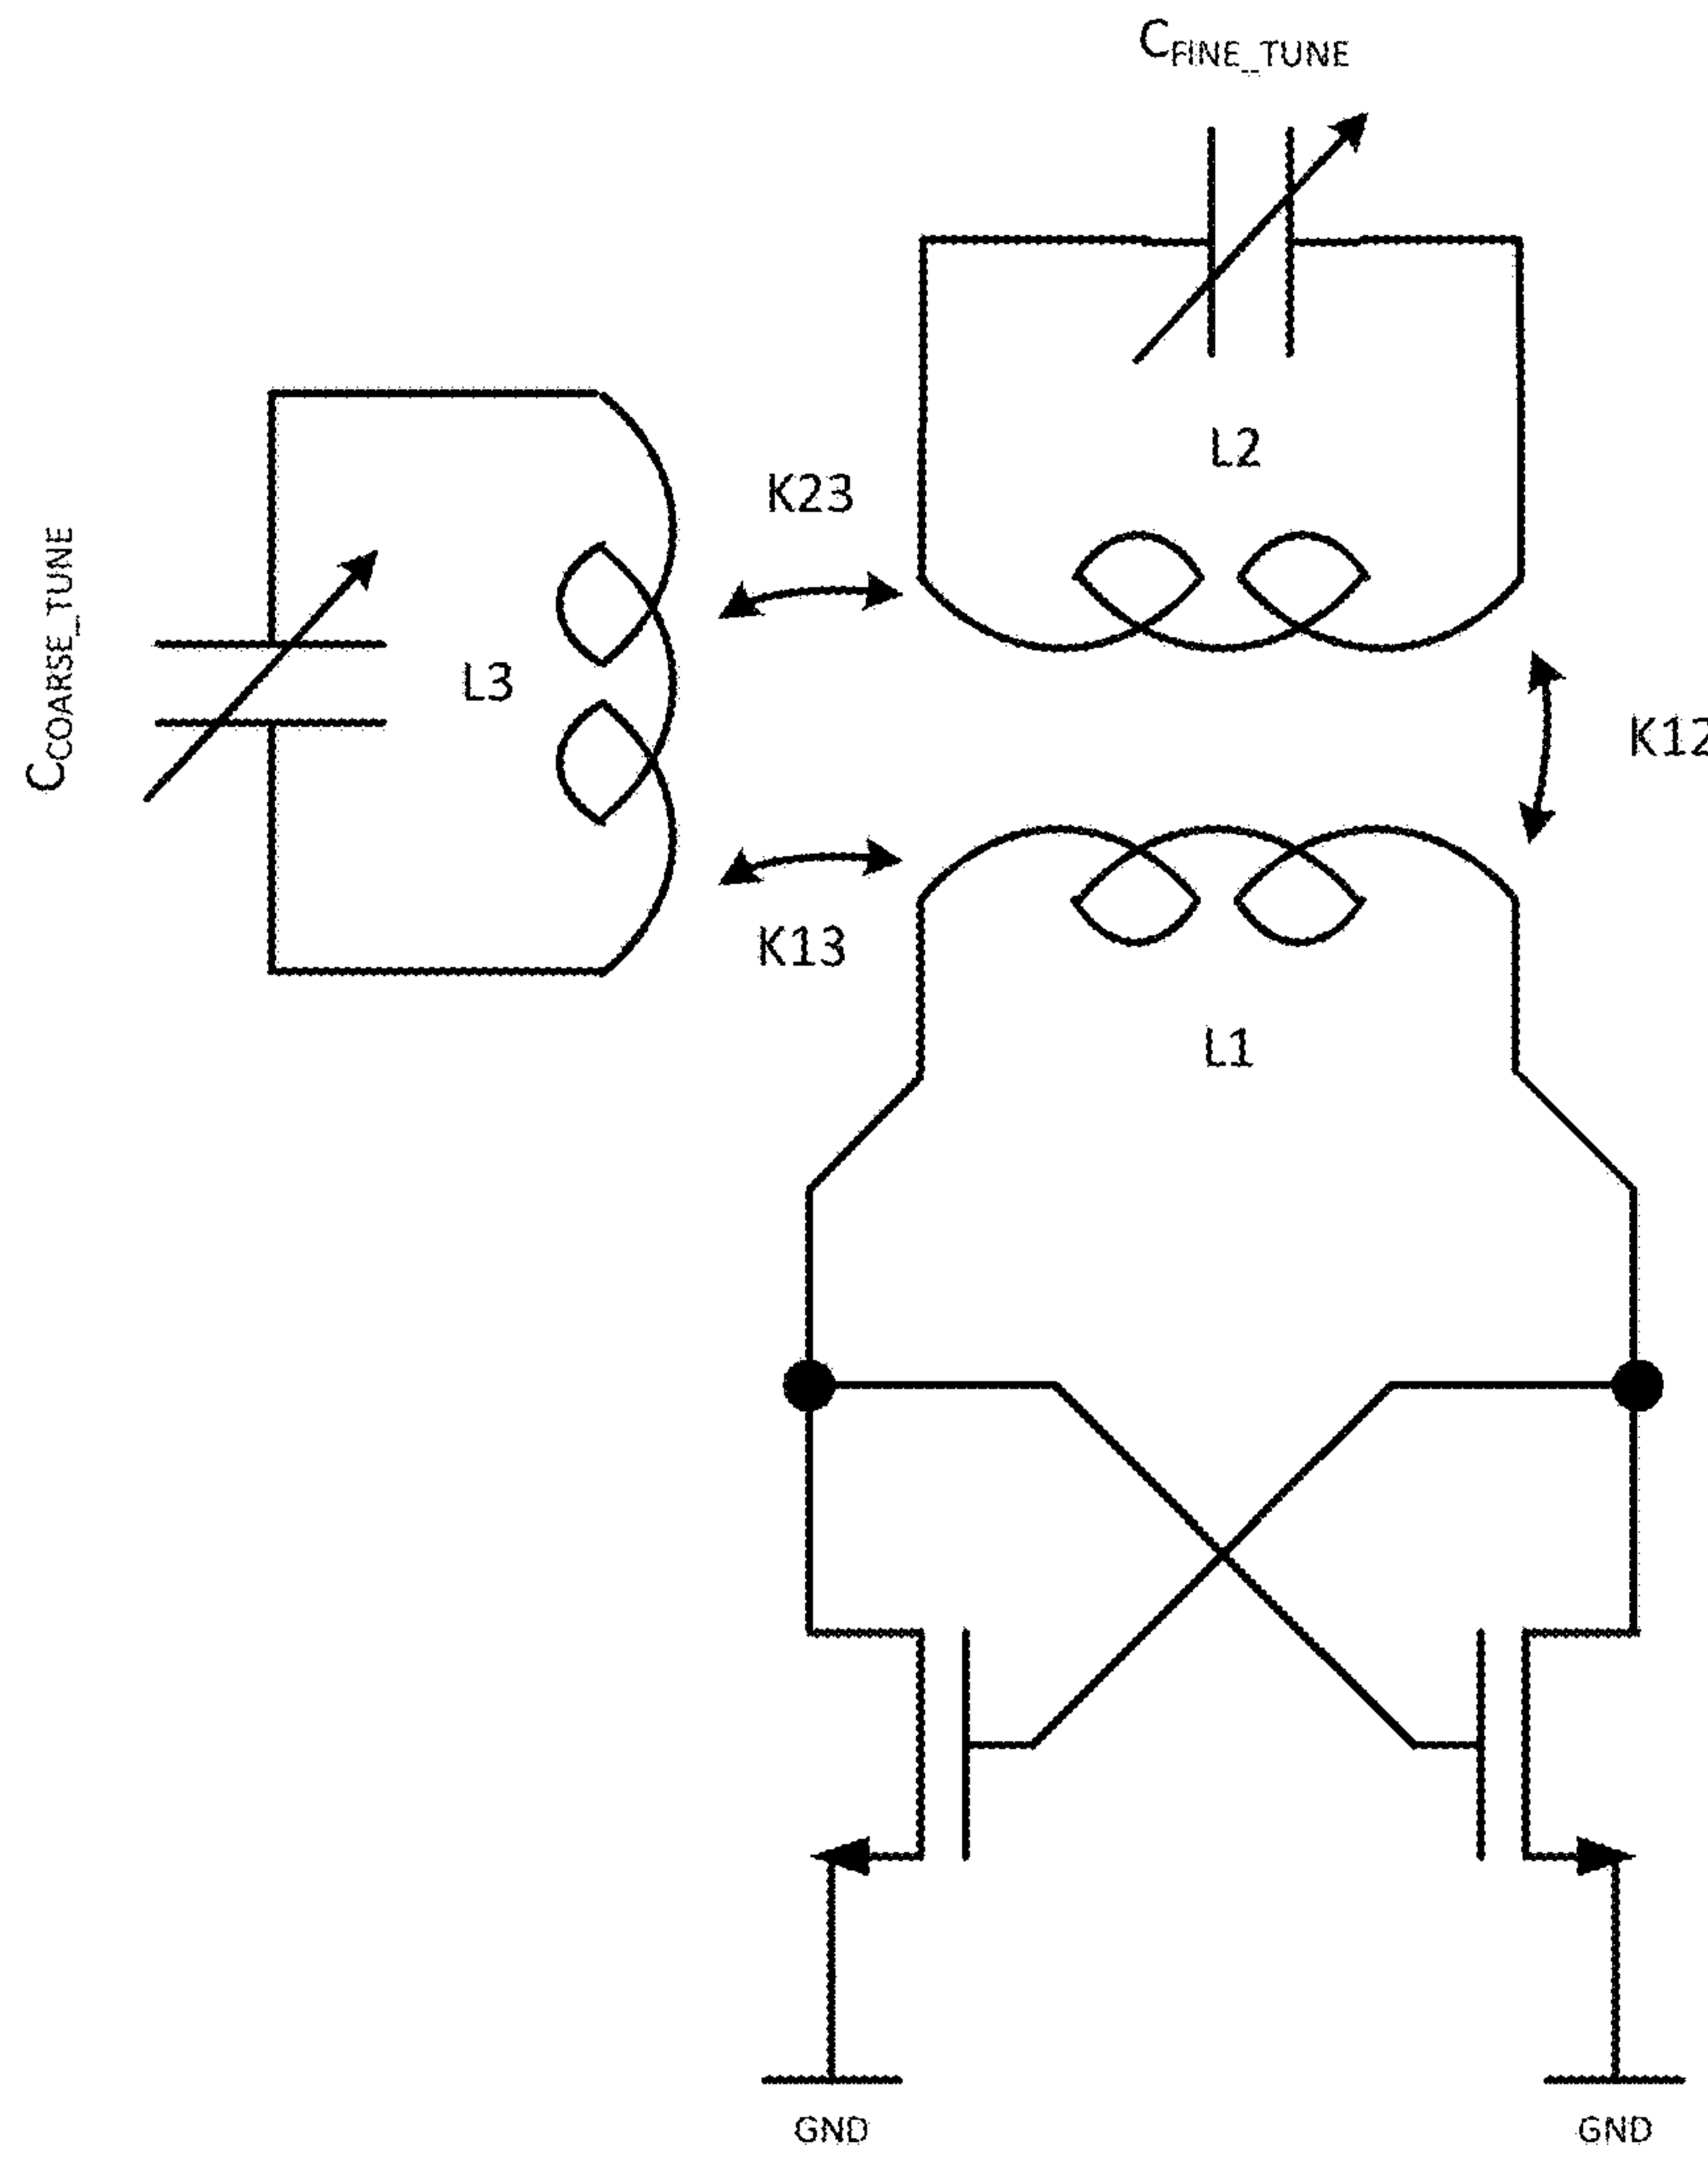 CFINE_TUNE
L2
K23
CCOARSE_TUNE
L3
K12
K13
L1
GND
GND